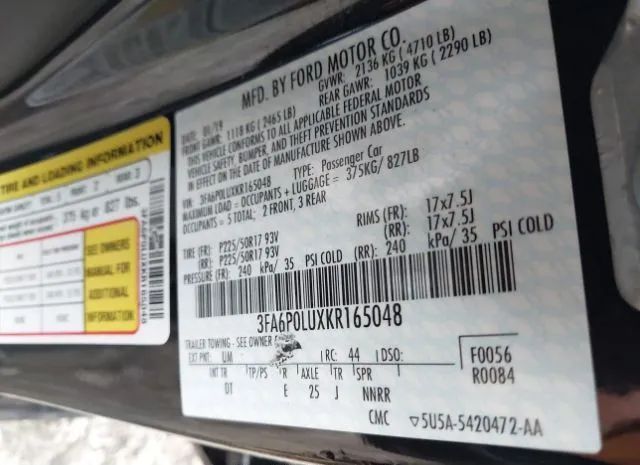 MFD. BY FORD MOTOR CO.
DATE: 01/19 GVWR: 2136 KG (4710 LB)
FRONT GAWR: 1118 KG (2465 LB) REAR GAWR: 1039 KG (2290 LB)
THIS VEHICLE CONFORMS TO ALL APPLICABLE FEDERAL MOTOR
VEHICLE SAFETY, BUMPER, AND THEFT PREVENTION STANDARDS
IN EFFECT ON THE DATE OF MANUFACTURE SHOWN ABOVE.
VIN: 3FA6P0LUXKR165048 TYPE: Passenger Car
MAXIMUM LOAD = OCCUPANTS + LUGGAGE = 375KG/ 827LB
OCCUPANTS = 5 TOTAL; 2 FRONT, 3 REAR
TIRE (FR): P225/50R17 93V RIMS (FR): 17x7.5J
(RR): P225/50R17 93V (RR): 17x7.5J
PRESSURE (FR): 240 kPa/ 35 PSI COLD (RR): 240 kPa/ 35 PSI COLD
3FA6P0LUXKR165048
TRAILER TOWING - SEE OWNER
EXT PNT: UM RC: 44 DSO: F0056
INT TR TP/PS R AXLE TR SPR R0084
DT E 25 J NNRR
CMC ▽5U5A-5420472-AA
TIRE AND LOADING INFORMATION
375 kg or 827 lbs.
SEE OWNERS
MANUAL FOR
ADDITIONAL
INFORMATION
3FA6P0LUXKR165048